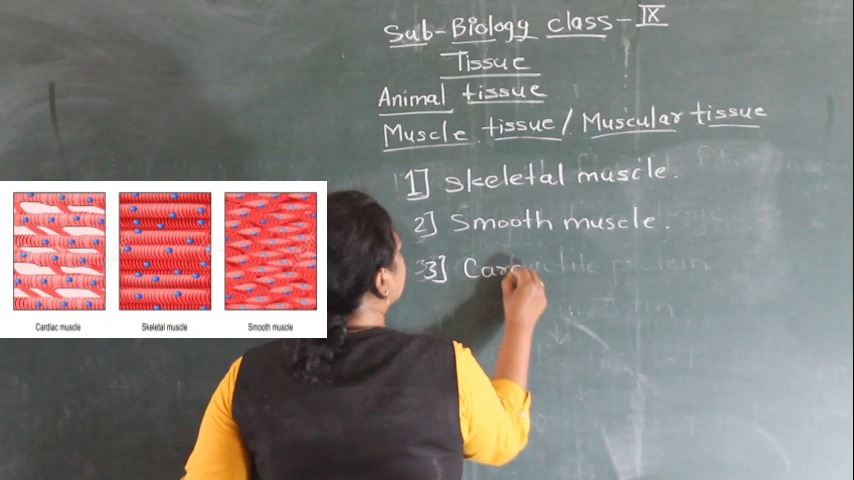 Sub-Biology class-IX
Tissue
Animal tissue
Muscle tissue / Muscular tissue
1] Skeletal muscle.
2] Smooth muscle.
3] Car
Cardiac muscle
Skeletal muscle
Smooth muscle